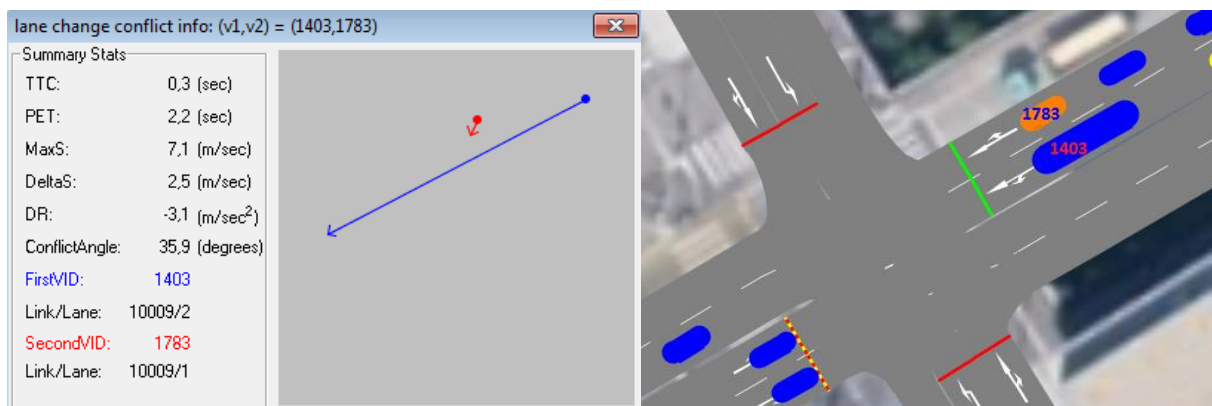 lane change conflict info: (v1,v2) = (1403,1783)
Summary Stats
TTC: 0,3 (sec)
PET: 2,2 (sec)
MaxS: 7,1 (m/sec)
DeltaS: 2,5 (m/sec)
DR: -3,1 (m/sec²)
ConflictAngle: 35,9 (degrees)
FirstVID: 1403
Link/Lane: 10009/2
SecondVID: 1783
Link/Lane: 10009/1
1783
1403